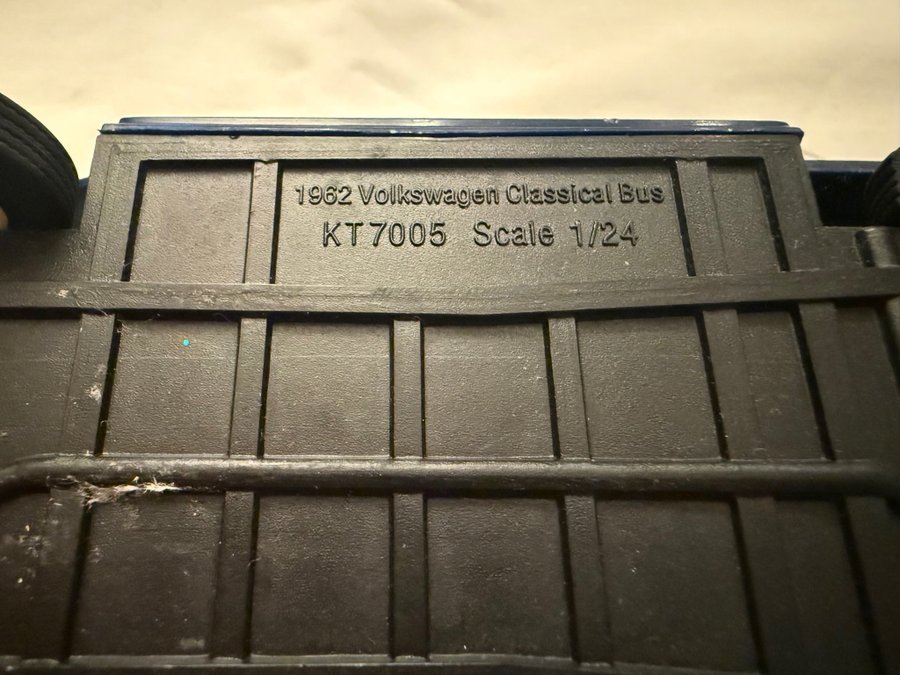 1962 Volkswagen Classical Bus
KT7005 Scale 1/24